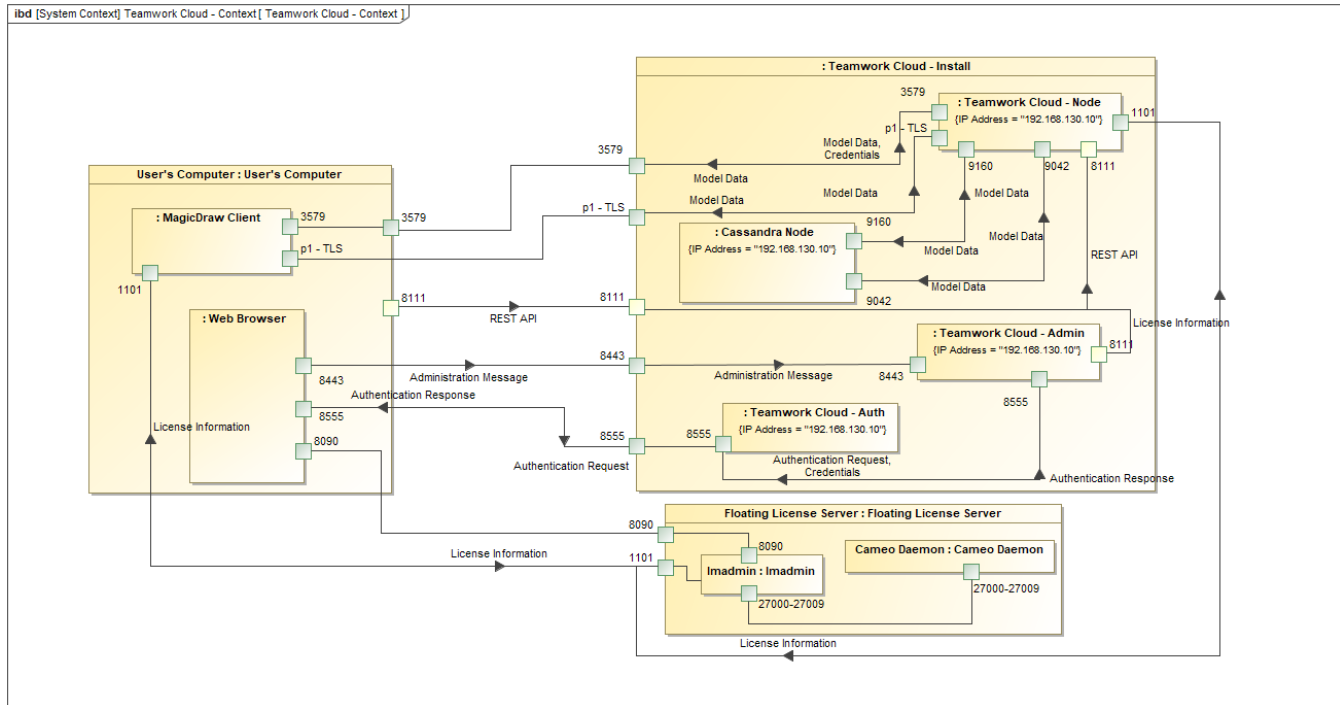 ibd [System Context] Teamwork Cloud - Context [ Teamwork Cloud - Context ]
: Teamwork Cloud - Install
3579
: Teamwork Cloud - Node
{IP Address = "192.168.130.10"}
1101
p1 - TLS
Model Data,
Credentials
3579
Model Data
9160
9042
8111
User's Computer : User's Computer
Model Data
Model Data
Model Data
p1 - TLS
: MagicDraw Client
3579
3579
p1 - TLS
1101
: Cassandra Node
{IP Address = "192.168.130.10"}
9160
Model Data
Model Data
Model Data
9042
REST API
8111
REST API
8111
License Information
: Web Browser
: Teamwork Cloud - Admin
{IP Address = "192.168.130.10"}
8111
8443
Administration Message
8443
Administration Message
8443
Authentication Response
8555
8555
: Teamwork Cloud - Auth
{IP Address = "192.168.130.10"}
License Information
8555
8555
8090
Authentication Request
Authentication Request,
Credentials
Authentication Response
Floating License Server : Floating License Server
8090
8090
Cameo Daemon : Cameo Daemon
License Information
1101
lmadmin : lmadmin
27000-27009
27000-27009
License Information